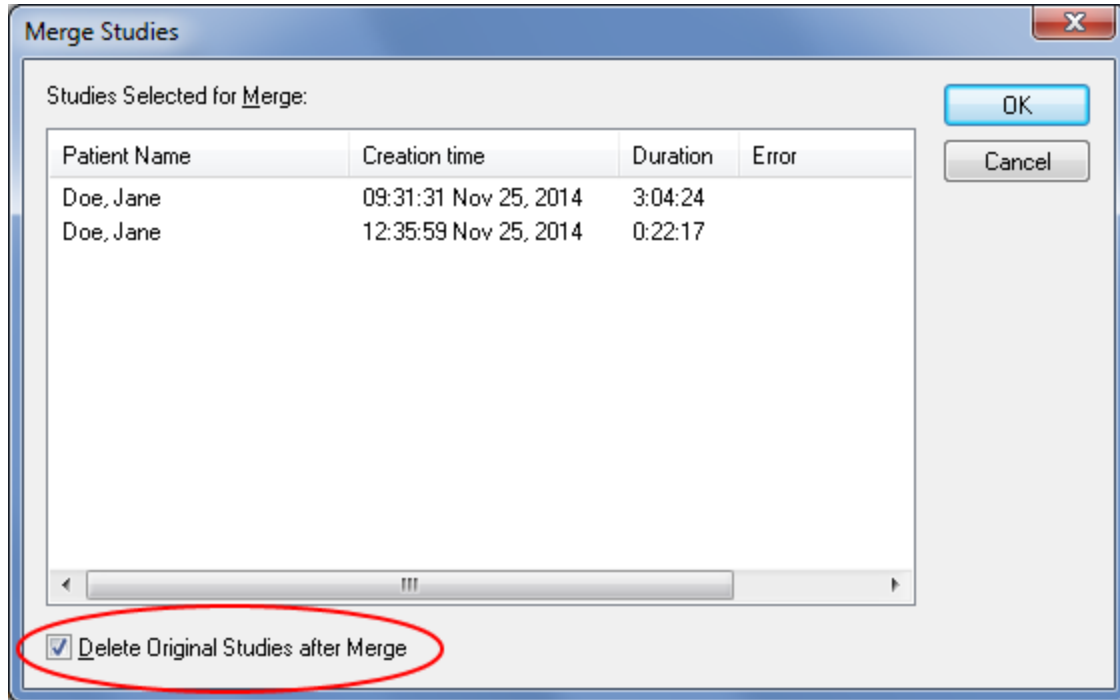 Merge Studies
Studies Selected for Merge:
OK
Cancel
Patient Name Creation time Duration Error
Doe, Jane 09:31:31 Nov 25, 2014 3:04:24
Doe, Jane 12:35:59 Nov 25, 2014 0:22:17
Delete Original Studies after Merge